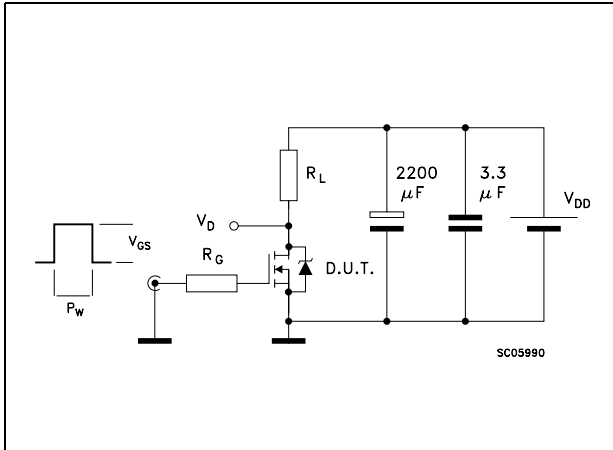 R_L
2200
μF
3.3
μF
V_DD
V_D
V_GS
R_G
D.U.T.
P_W
SC05990